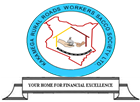 KAKAMEGA RURAL ROADS WORKERS SACCO SOCIETY LTD
YOUR HOME FOR FINANCIAL EXCELLENCE